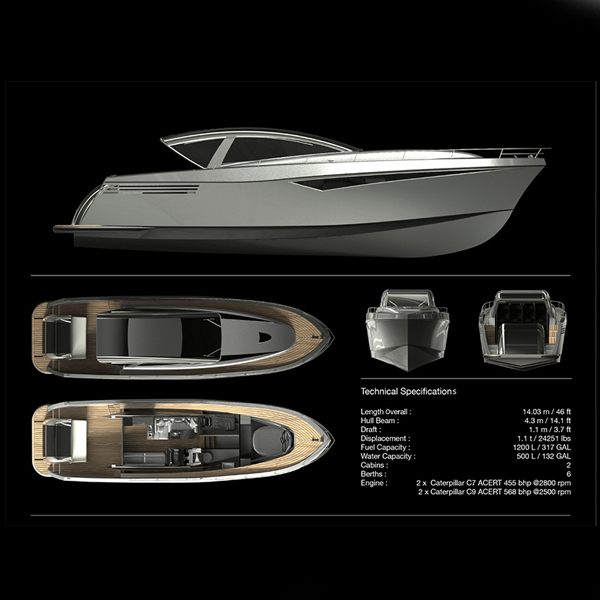 Technical Specifications
Length Overall : 14.03 m / 46 ft
Hull Beam : 4.3 m / 14.1 ft
Draft : 1.1 m / 3.7 ft
Displacement : 1.1 t / 24251 lbs
Fuel Capacity : 1200 L / 317 GAL
Water Capacity : 500 L / 132 GAL
Cabins : 2
Berths : 6
Engine : 2 x Caterpillar C7 ACERT 455 bhp @2800 rpm
2 x Caterpillar C9 ACERT 568 bhp @2500 rpm